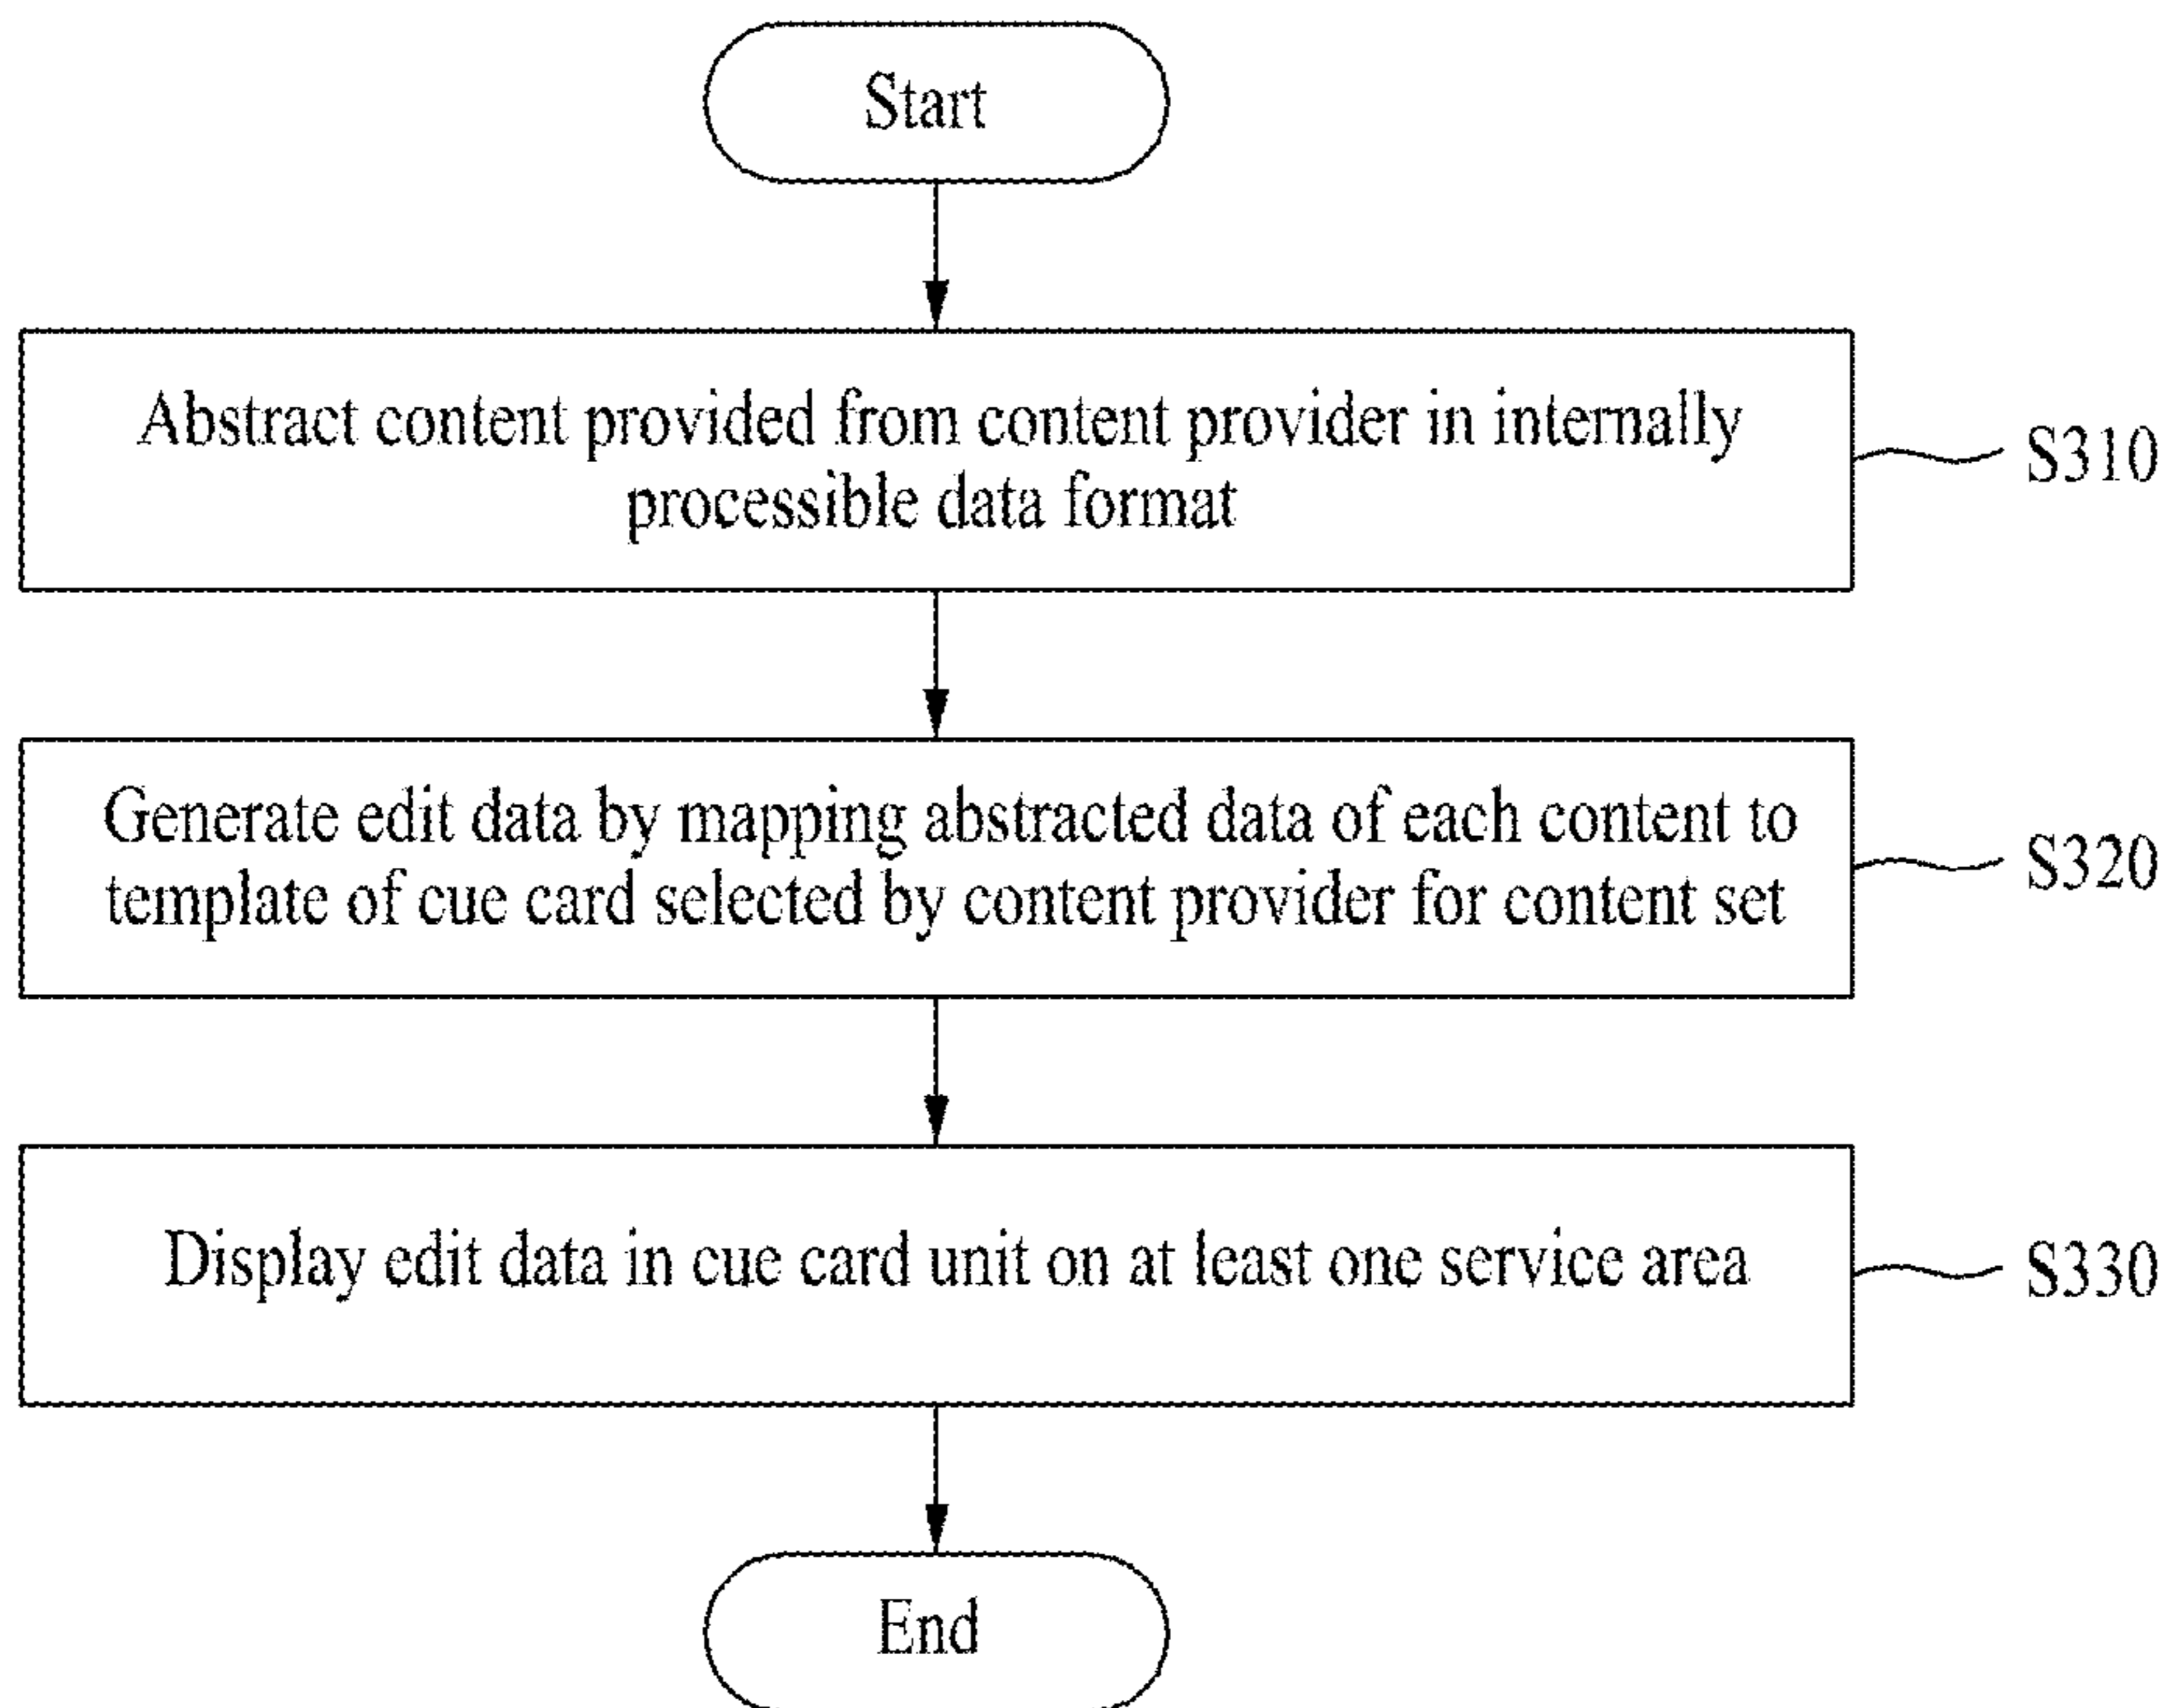 Start
Abstract content provided from content provider in internally
processible data format
S310
Generate edit data by mapping abstracted data of each content to
template of cue card selected by content provider for content set
S320
Display edit data in cue card unit on at least one service area
S330
End